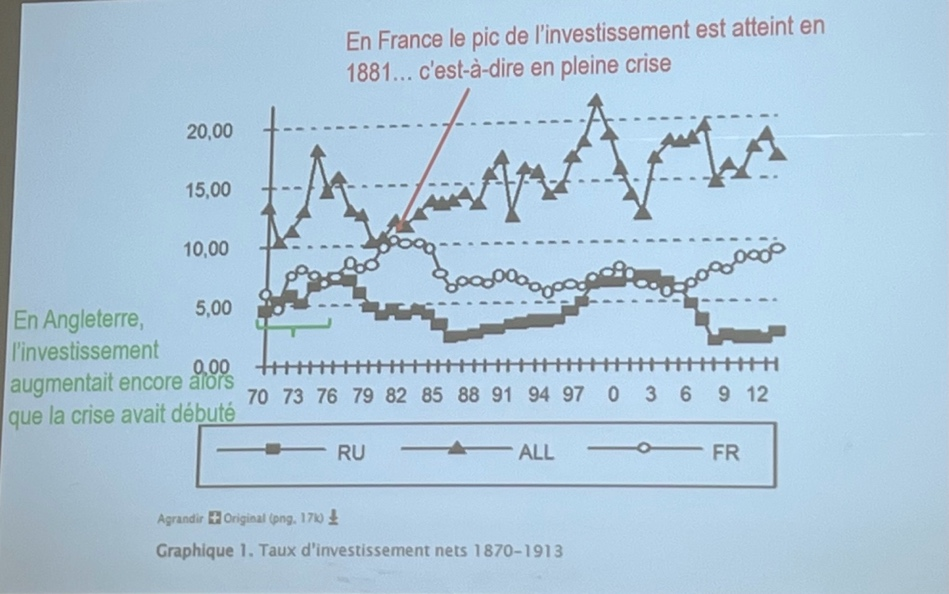 En France le pic de l'investissement est atteint en
1881... c'est-à-dire en pleine crise
20,00
15,00
10,00
5,00
0,00
En Angleterre,
l'investissement
augmentait encore alors
que la crise avait débuté
70 73 76 79 82 85 88 91 94 97 0 3 6 9 12
RU ALL FR
Agrandir Original (png, 17k)
Graphique 1. Taux d'investissement nets 1870-1913